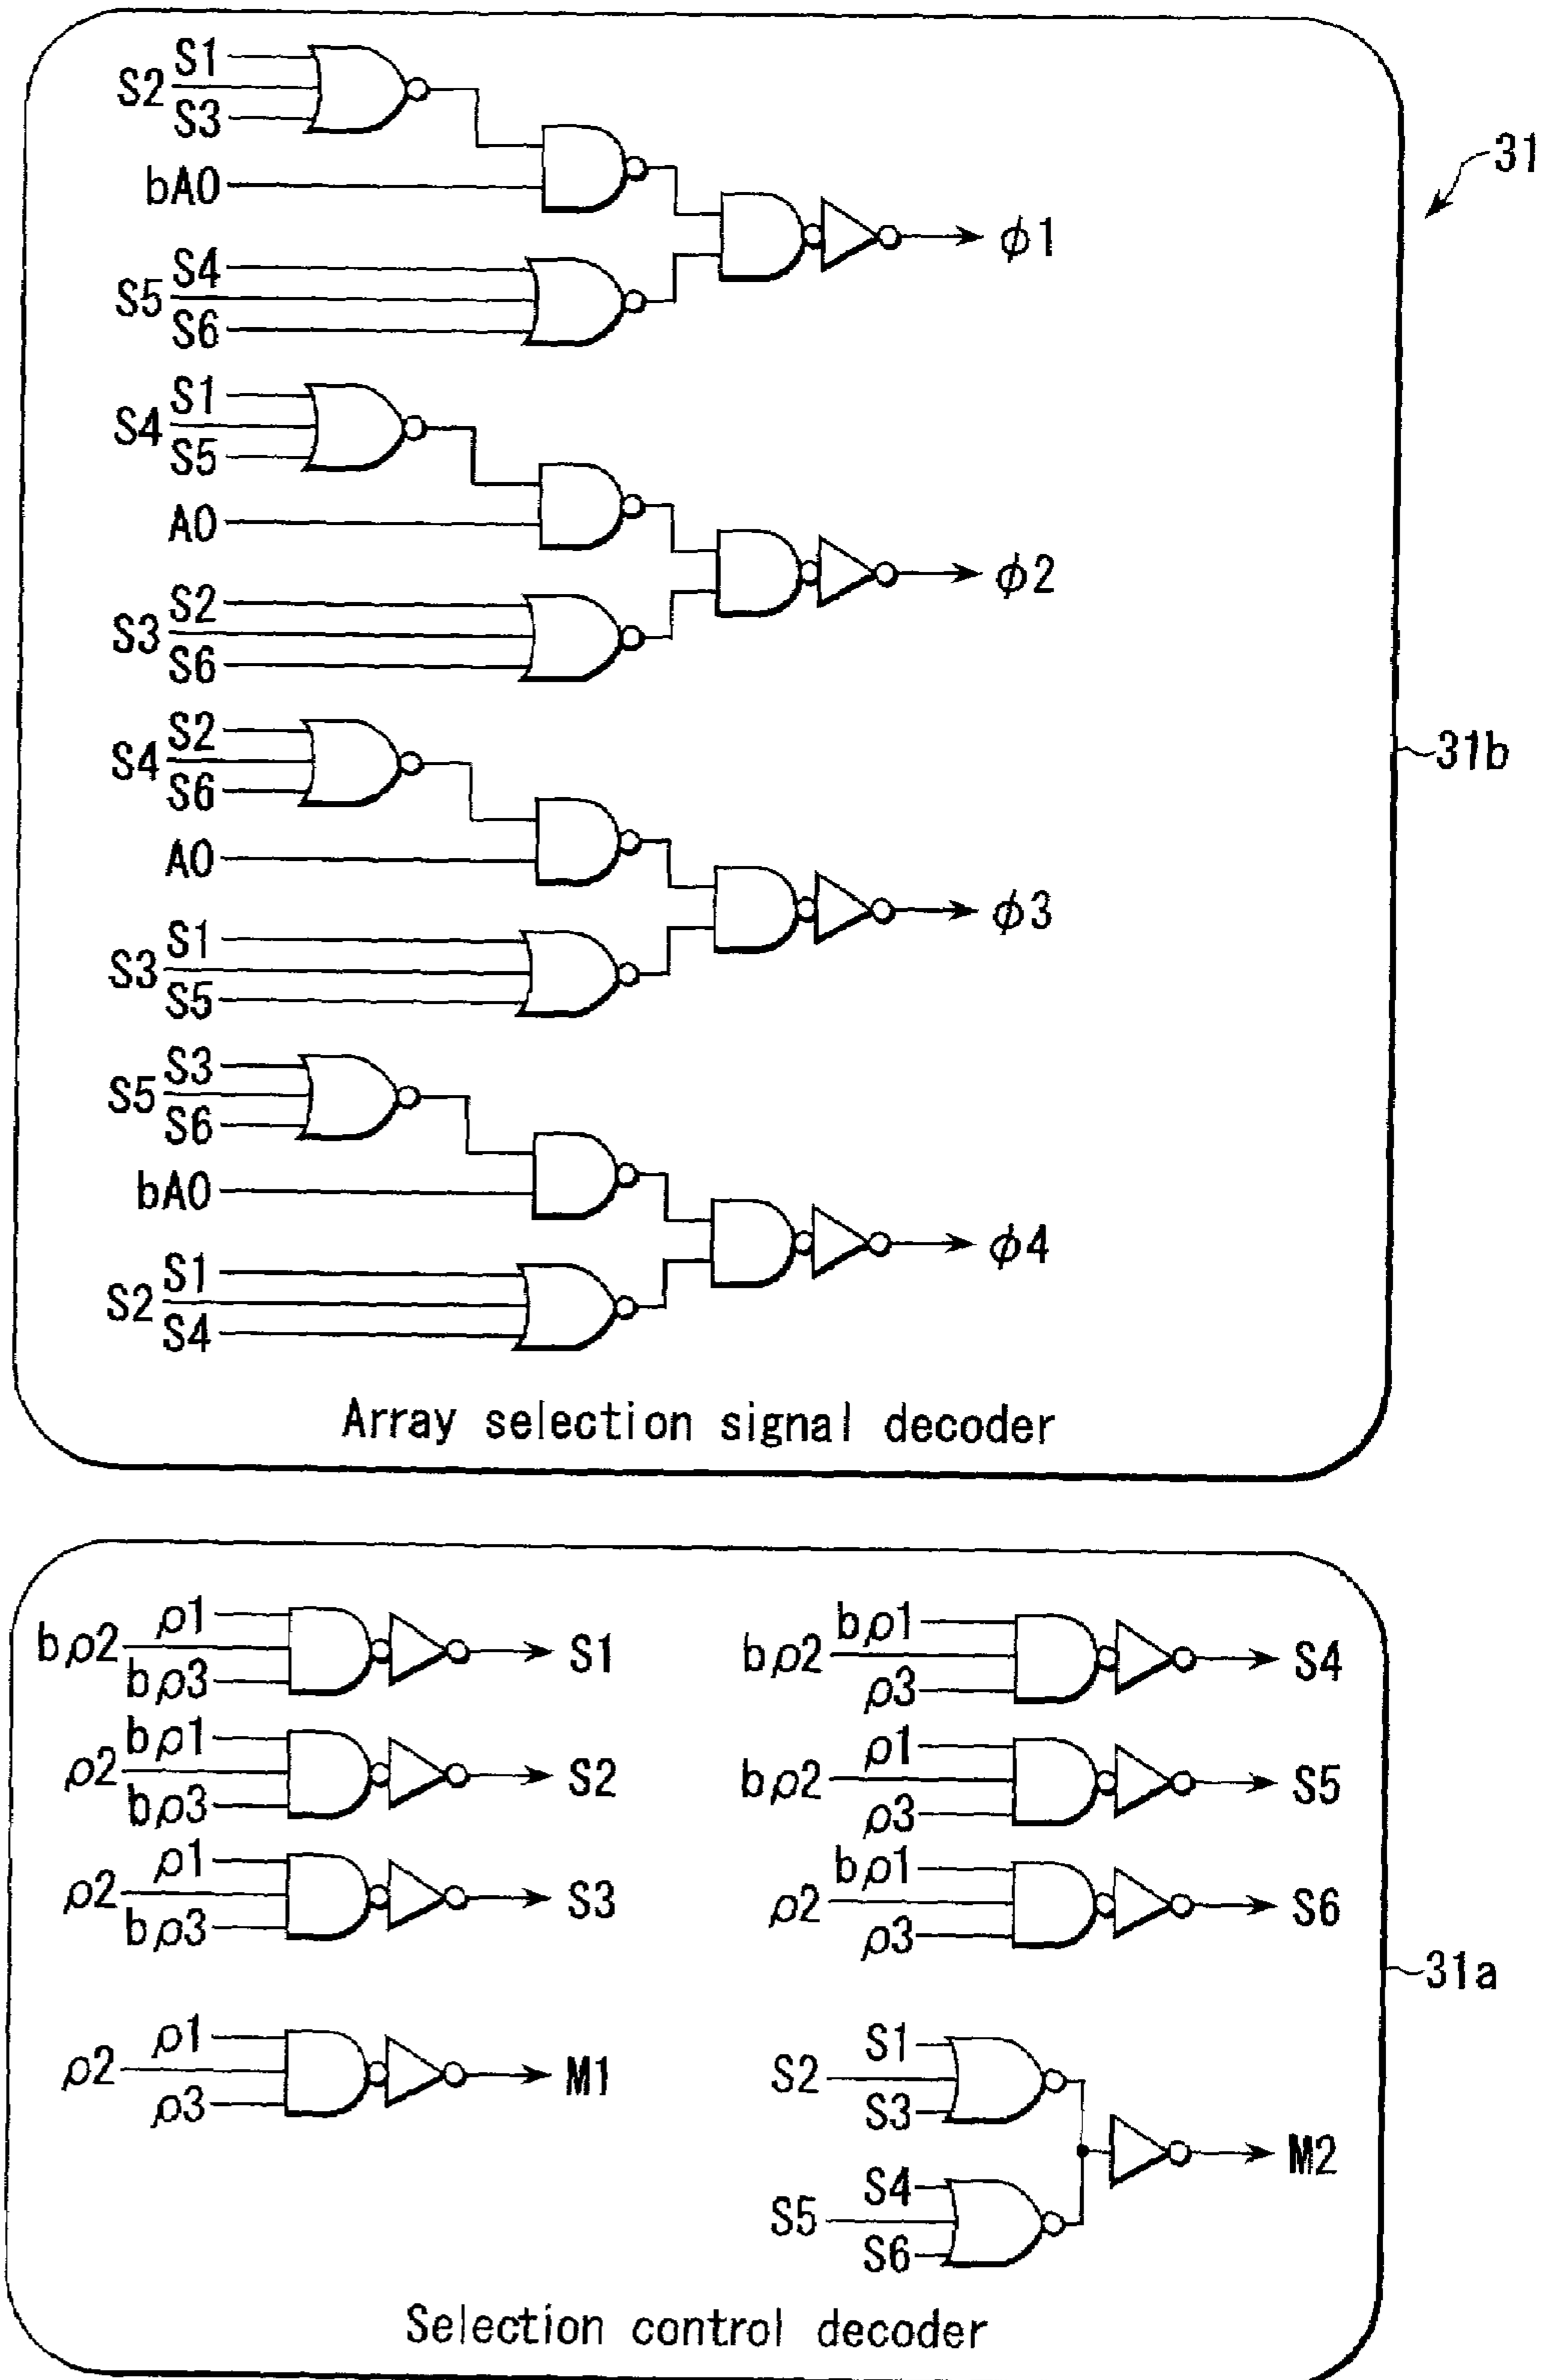 S1
S2
S3
bA0
S4
S5
S6
φ1
31
S1
S4
S5
A0
S2
S3
S6
φ2
S2
S4
S6
A0
S1
S3
S5
φ3
31b
S3
S5
S6
bA0
S1
S2
S4
φ4
Array selection signal decoder
ρ1
bρ2
bρ3
S1
bρ1
ρ2
bρ3
S2
ρ1
ρ2
bρ3
S3
ρ1
ρ2
ρ3
M1
bρ1
bρ2
ρ3
S4
ρ1
bρ2
ρ3
S5
bρ1
ρ2
ρ3
S6
31a
S1
S2
S3
S4
S5
S6
M2
Selection control decoder